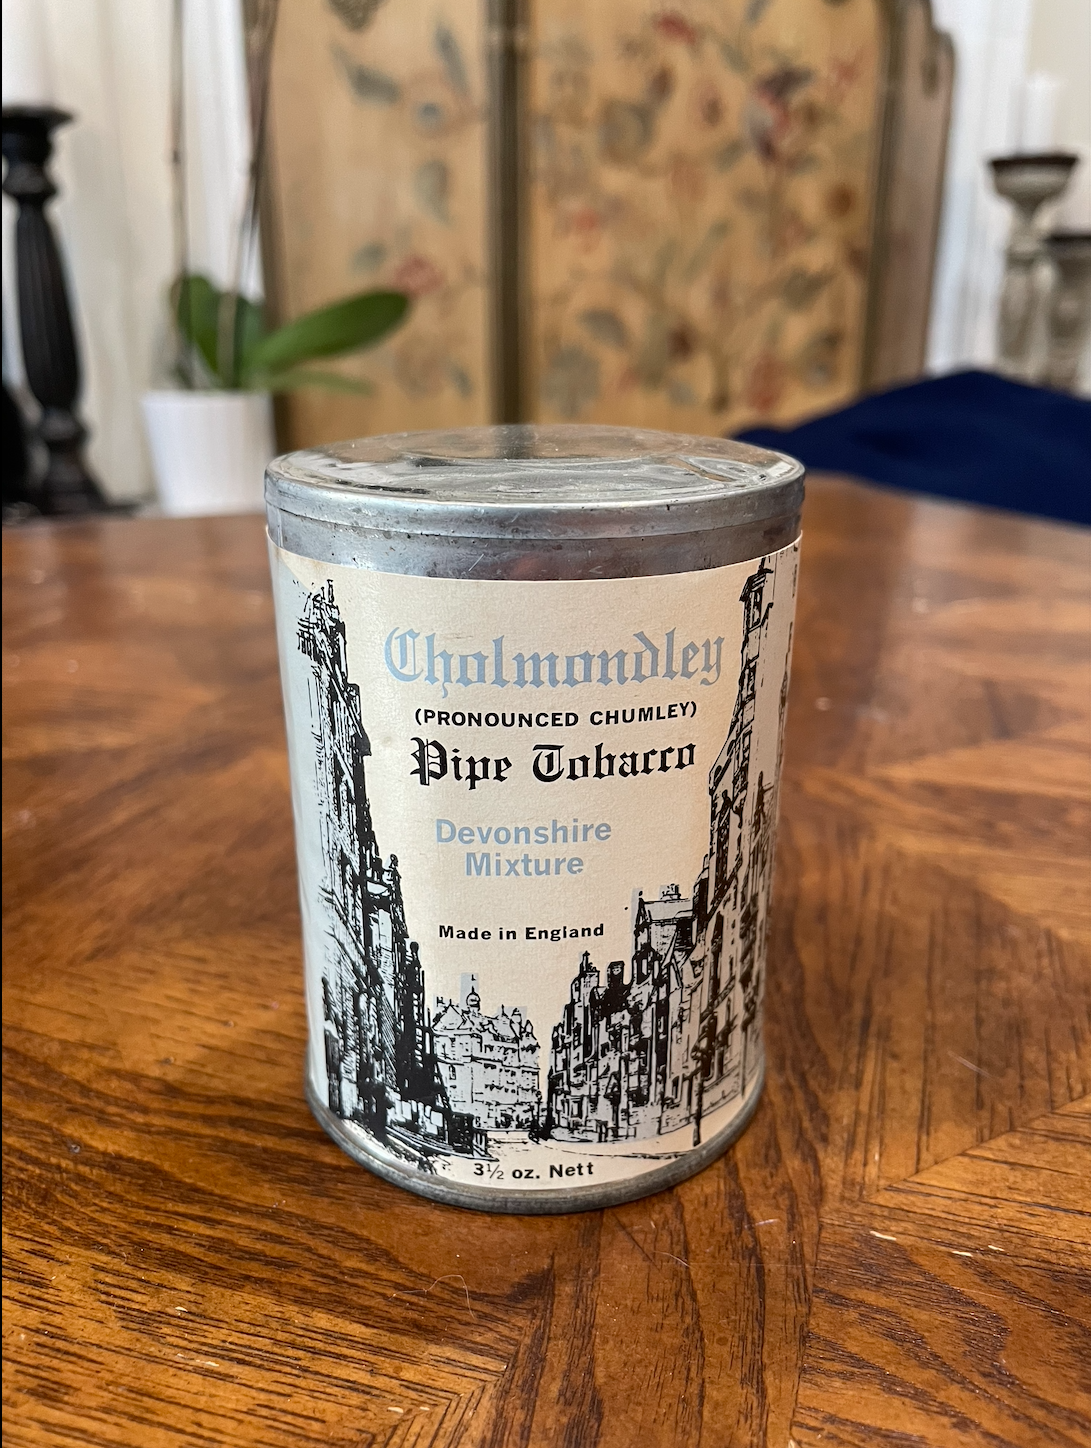 Cholmondley
(PRONOUNCED CHUMLEY)
Pipe Tobacco
Devonshire
Mixture
Made in England
3½ oz. Nett